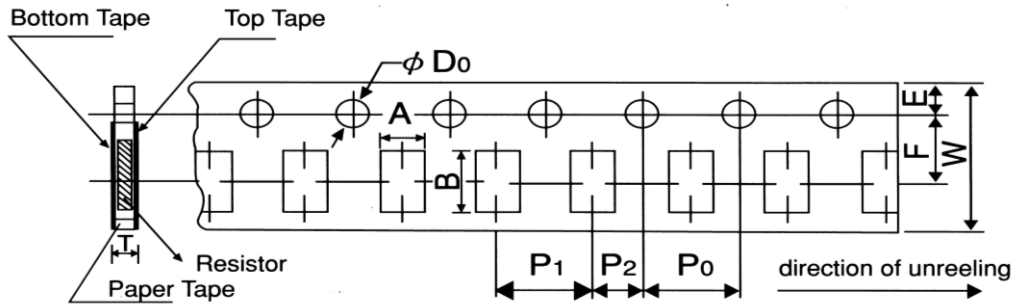 Bottom Tape
Top Tape
ϕ D0
A
B
E
F
W
T
Resistor
Paper Tape
P1
P2
P0
direction of unreeling